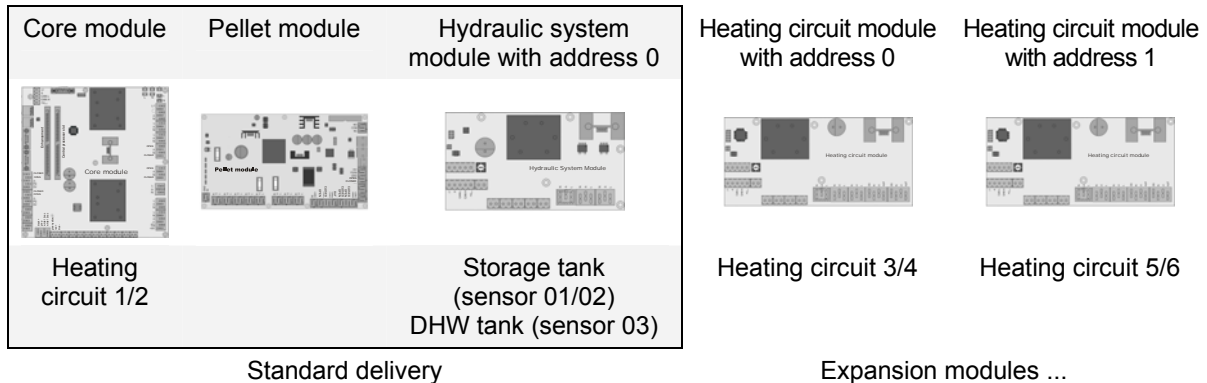 Core module
Pellet module
Hydraulic system
module with address 0
Heating circuit module
with address 0
Heating circuit module
with address 1
Core module
Pellet module
Hydraulic System Module
Heating circuit module
Heating circuit module
Heating
circuit 1/2
Storage tank
(sensor 01/02)
DHW tank (sensor 03)
Heating circuit 3/4
Heating circuit 5/6
Standard delivery
Expansion modules ...